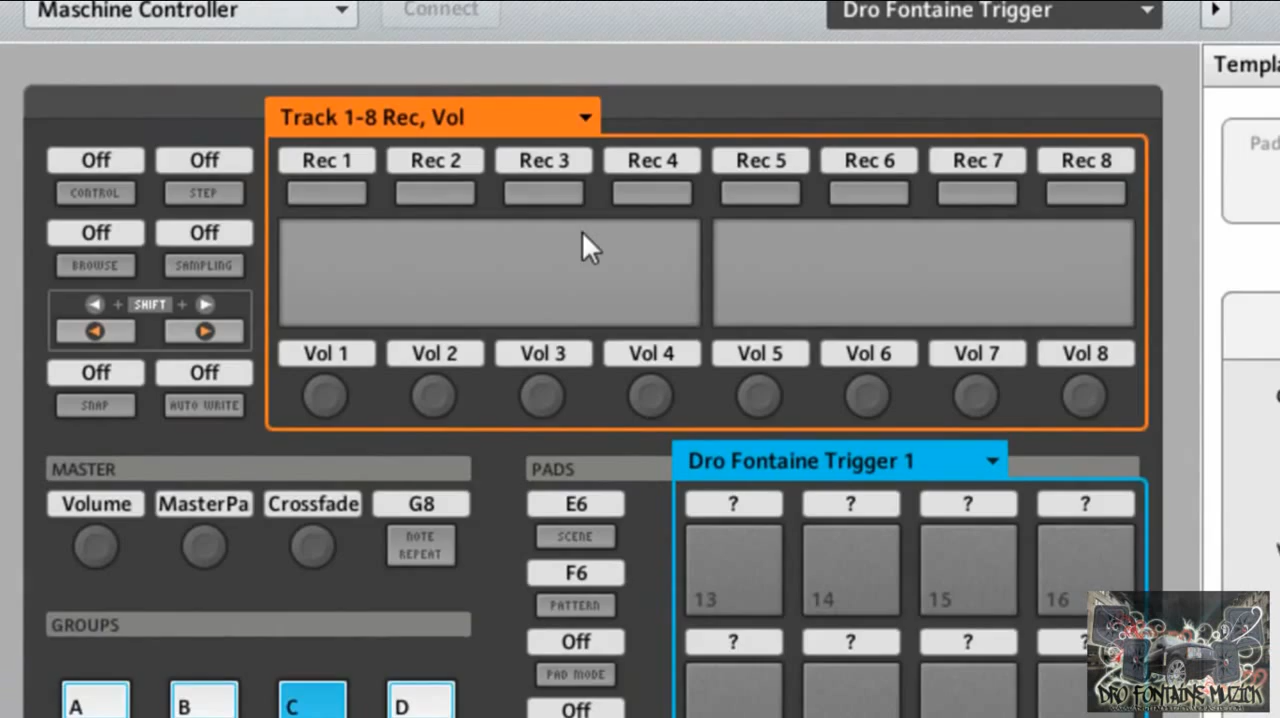 Maschine Controller
Connect
Dro Fontaine Trigger
Track 1-8 Rec, Vol
Off Off
Rec 1 Rec 2 Rec 3 Rec 4 Rec 5 Rec 6 Rec 7 Rec 8
CONTROL STEP
Off Off
BROWSE SAMPLING
+ SHIFT +
Vol 1 Vol 2 Vol 3 Vol 4 Vol 5 Vol 6 Vol 7 Vol 8
Off Off
SNAP AUTO WRITE
MASTER
Volume MasterPa Crossfade G8
NOTE
REPEAT
GROUPS
A B C D
PADS
E6
SCENE
F6
PATTERN
Off
PAD MODE
Off
Dro Fontaine Trigger 1
? ? ? ?
13 14 15 16
? ? ? ?
Templa
Pad
DRO FONTAINS MUZICK